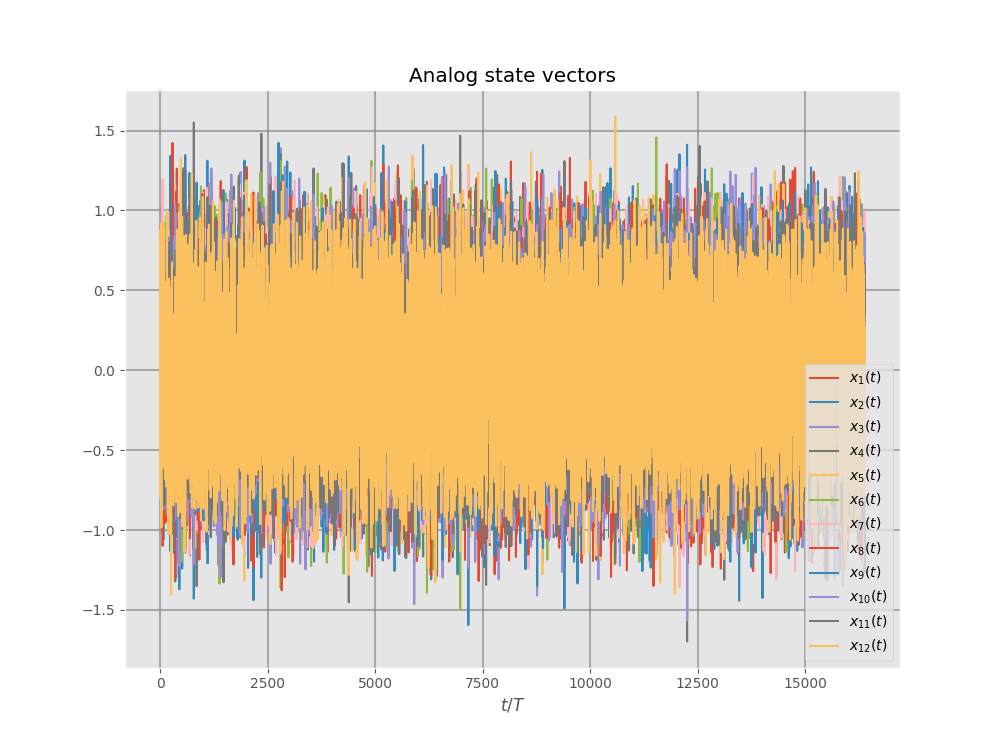 Analog state vectors
1.5
1.0
0.5
0.0
−0.5
−1.0
−1.5
0 2500 5000 7500 10000 12500 15000
t/T
x₁(t)
x₂(t)
x₃(t)
x₄(t)
x₅(t)
x₆(t)
x₇(t)
x₈(t)
x₉(t)
x₁₀(t)
x₁₁(t)
x₁₂(t)